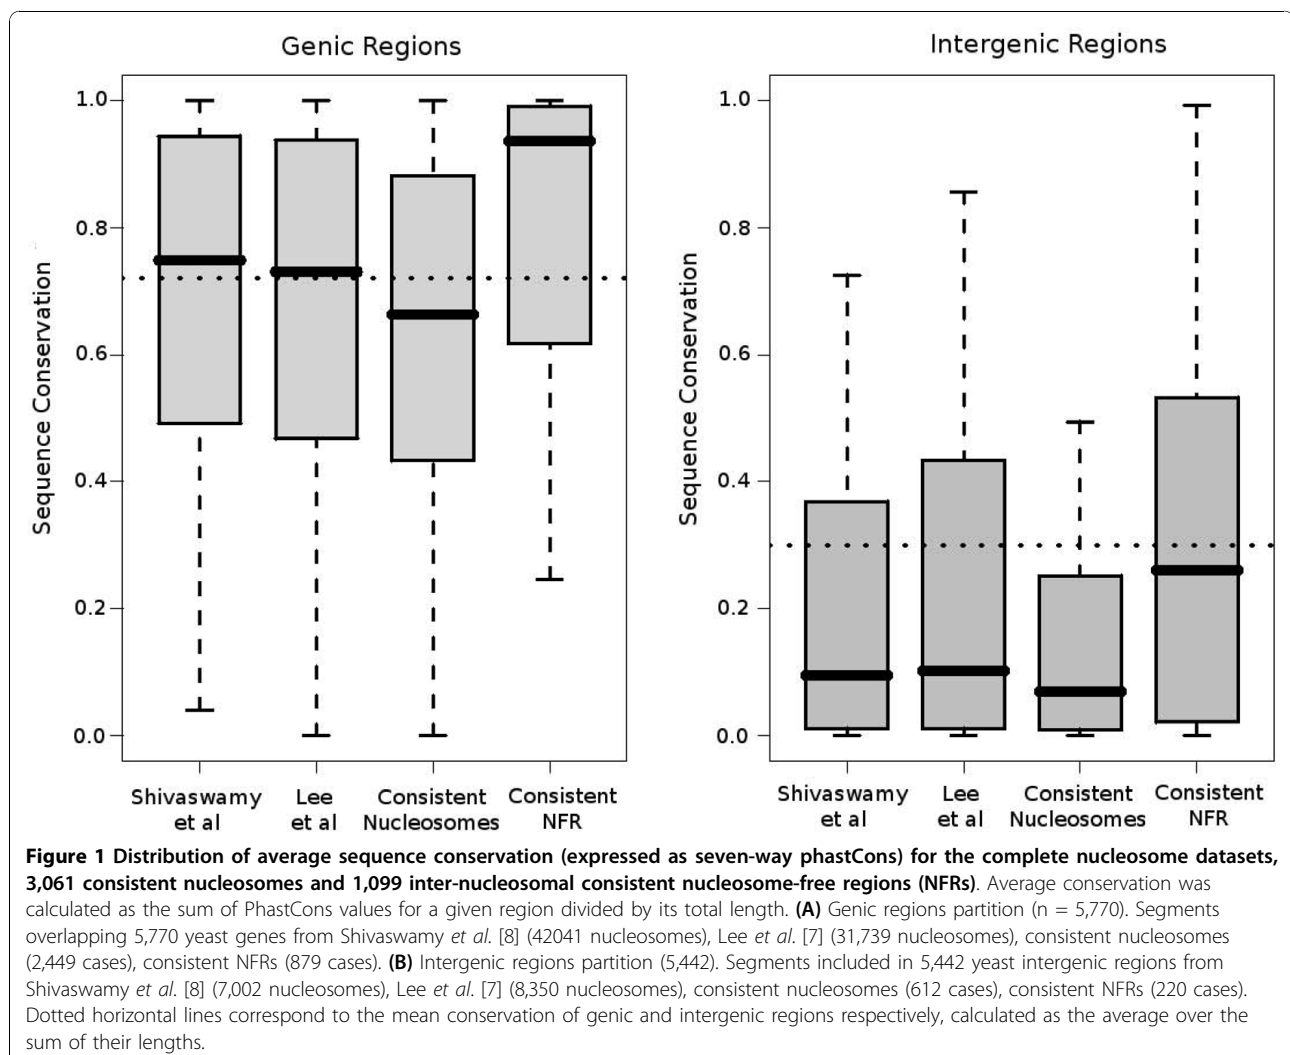 Genic Regions
Intergenic Regions
Sequence Conservation
1.0
0.8
0.6
0.4
0.2
0.0
Shivaswamy
et al
Lee
et al
Consistent
Nucleosomes
Consistent
NFR
Sequence Conservation
1.0
0.8
0.6
0.4
0.2
0.0
Shivaswamy
et al
Lee
et al
Consistent
Nucleosomes
Consistent
NFR
Figure 1 Distribution of average sequence conservation (expressed as seven-way phastCons) for the complete nucleosome datasets,
3,061 consistent nucleosomes and 1,099 inter-nucleosomal consistent nucleosome-free regions (NFRs). Average conservation was
calculated as the sum of PhastCons values for a given region divided by its total length. (A) Genic regions partition (n = 5,770). Segments
overlapping 5,770 yeast genes from Shivaswamy et al. [8] (42041 nucleosomes), Lee et al. [7] (31,739 nucleosomes), consistent nucleosomes
(2,449 cases), consistent NFRs (879 cases). (B) Intergenic regions partition (5,442). Segments included in 5,442 yeast intergenic regions from
Shivaswamy et al. [8] (7,002 nucleosomes), Lee et al. [7] (8,350 nucleosomes), consistent nucleosomes (612 cases), consistent NFRs (220 cases).
Dotted horizontal lines correspond to the mean conservation of genic and intergenic regions respectively, calculated as the average over the
sum of their lengths.